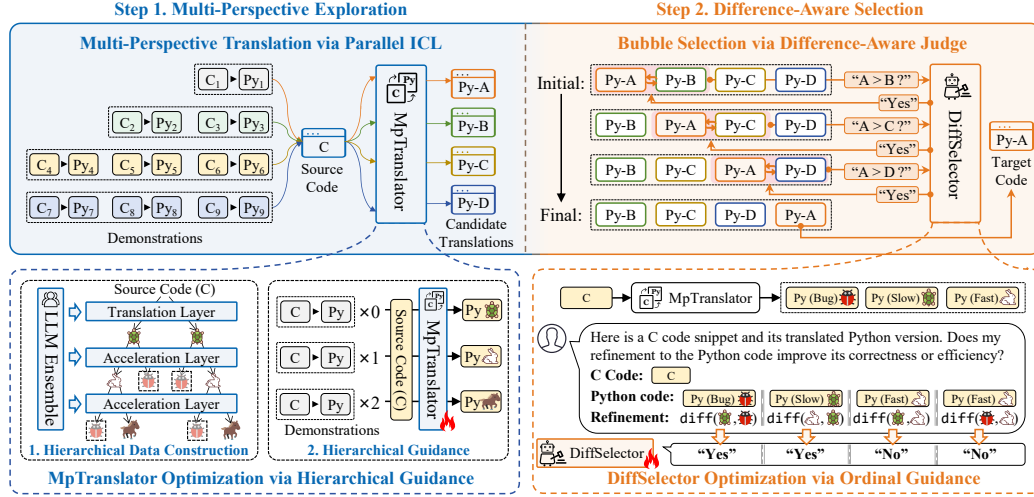 Step 1. Multi-Perspective Exploration
Multi-Perspective Translation via Parallel ICL
C1 Py1
C2 Py2 C3 Py3
C4 Py4 C5 Py5 C6 Py6
C7 Py7 C8 Py8 C9 Py9
Demonstrations
C
Source
Code
Py
C
MpTranslator
Py-A
Py-B
Py-C
Py-D
Candidate
Translations
Step 2. Difference-Aware Selection
Bubble Selection via Difference-Aware Judge
Initial: Py-A Py-B Py-C Py-D "A > B ?"
"Yes"
Py-B Py-A Py-C Py-D "A > C ?"
"Yes"
Py-B Py-C Py-A Py-D "A > D ?"
"Yes"
Final: Py-B Py-C Py-D Py-A
DiffSelector
Py-A
Target
Code
LLM Ensemble
Source Code (C)
Translation Layer
Acceleration Layer
Acceleration Layer
1. Hierarchical Data Construction
C Py ×0
C Py ×1
C Py ×2
Demonstrations
Source Code (C)
Py
C
MpTranslator
Py
Py
Py
2. Hierarchical Guidance
MpTranslator Optimization via Hierarchical Guidance
C Py C MpTranslator Py (Bug) Py (Slow) Py (Fast)
Here is a C code snippet and its translated Python version. Does my
refinement to the Python code improve its correctness or efficiency?
C Code: C
Python code: Py (Bug) Py (Slow) Py (Fast) Py (Fast)
Refinement: diff( , ) diff( , ) diff( , ) diff( , )
DiffSelector "Yes" "Yes" "No" "No"
DiffSelector Optimization via Ordinal Guidance